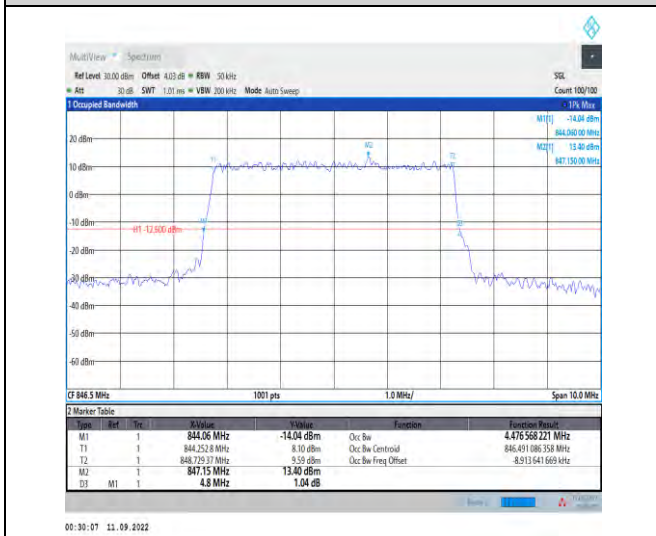 MultiView Spectrum
Ref Level 30.00 dBm Offset 4.03 dB RBW 50 kHz SGL
Att 30 dB SWT 1.01 ms VBW 200 kHz Mode Auto Sweep Count 100/100
1 Occupied Bandwidth 1Pk Max
M1[1] -14.04 dBm
844.060 00 MHz
M2[1] 13.40 dBm
847.150 00 MHz
20 dBm
M2
10 dBm
0 dBm
-10 dBm
H1 -12.600 dBm
-20 dBm
-30 dBm
-40 dBm
-50 dBm
-60 dBm
CF 846.5 MHz 1001 pts 1.0 MHz/ Span 10.0 MHz
2 Marker Table
Type Ref Trc X-Value Y-Value Function Function Result
M1 1 844.06 MHz -14.04 dBm Occ Bw 4.476 568 221 MHz
T1 1 844.252 8 MHz 8.10 dBm Occ Bw Centroid 846.491 086 358 MHz
T2 1 848.729 37 MHz 9.59 dBm Occ Bw Freq Offset -8.913 641 669 kHz
M2 1 847.15 MHz 13.40 dBm
D3 M1 1 4.8 MHz 1.04 dB
00:30:07 11.09.2022